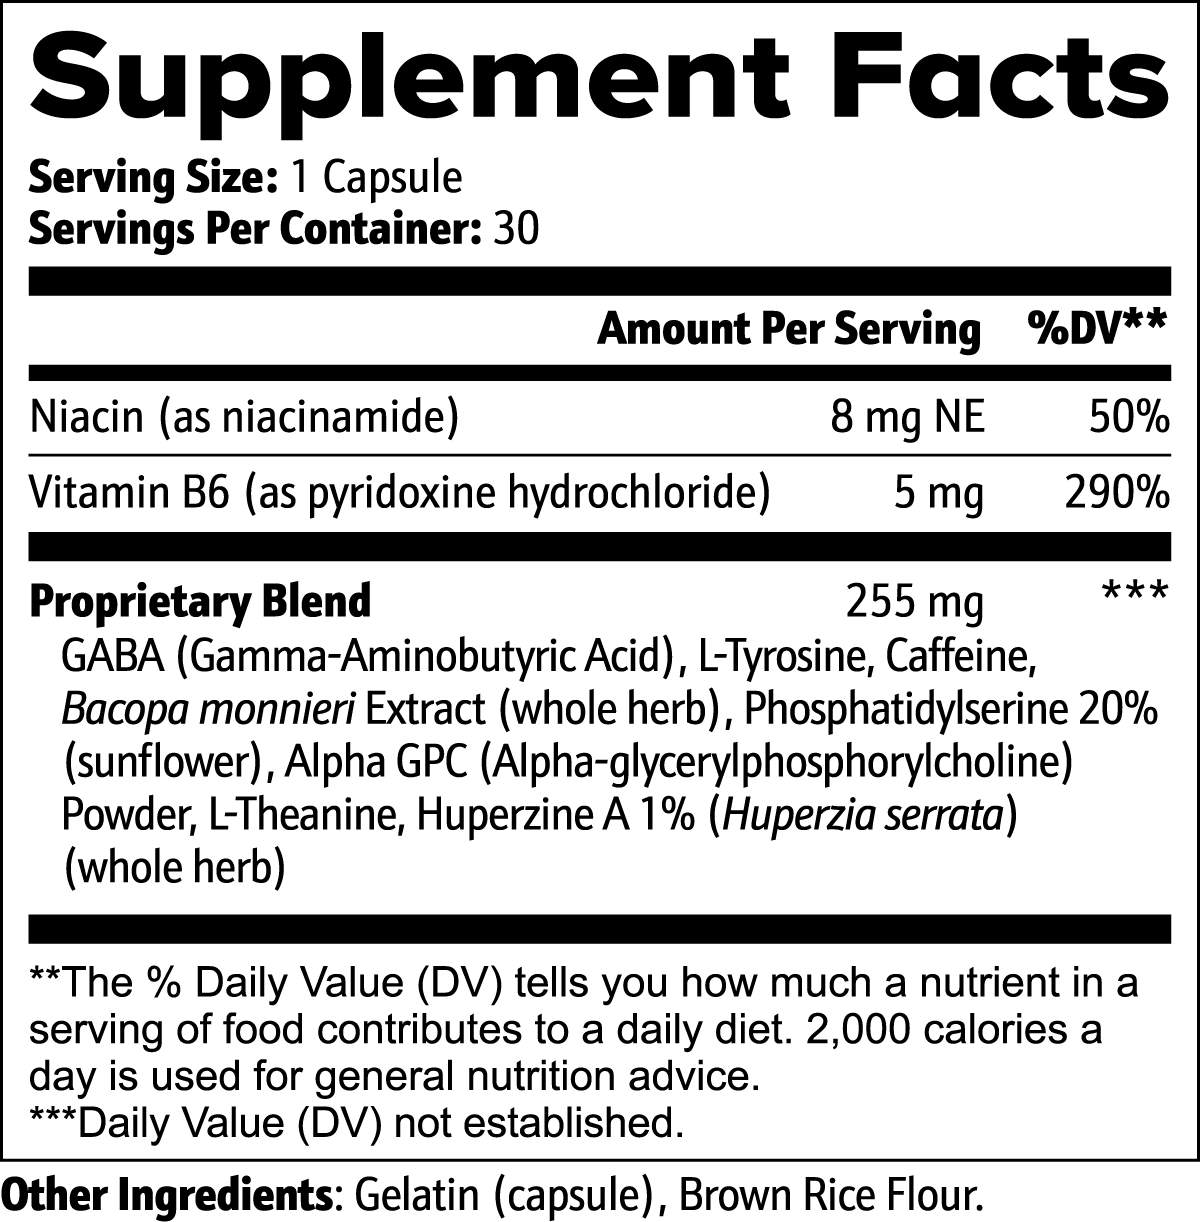 Supplement Facts
Serving Size: 1 Capsule
Servings Per Container: 30
Amount Per Serving %DV**
Niacin (as niacinamide) 8 mg NE 50%
Vitamin B6 (as pyridoxine hydrochloride) 5 mg 290%
Proprietary Blend 255 mg ***
GABA (Gamma-Aminobutyric Acid), L-Tyrosine, Caffeine,
Bacopa monnieri Extract (whole herb), Phosphatidylserine 20%
(sunflower), Alpha GPC (Alpha-glycerylphosphorylcholine)
Powder, L-Theanine, Huperzine A 1% (Huperzia serrata)
(whole herb)
**The % Daily Value (DV) tells you how much a nutrient in a
serving of food contributes to a daily diet. 2,000 calories a
day is used for general nutrition advice.
***Daily Value (DV) not established.
Other Ingredients: Gelatin (capsule), Brown Rice Flour.